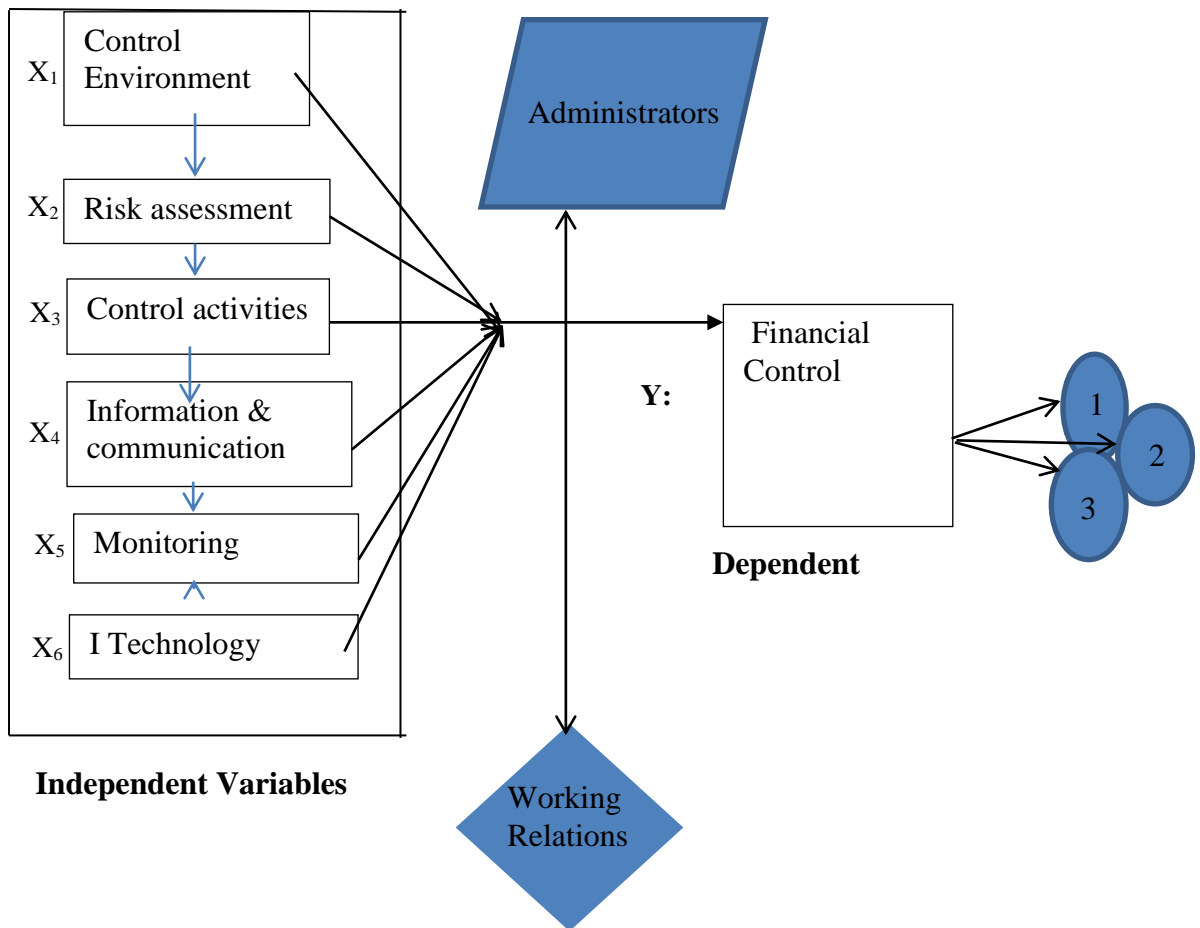 X1
Control
Environment
Administrators
X2
Risk assessment
X3
Control activities
Financial
Control
Y:
X4
Information &
communication
1
2
3
X5
Monitoring
Dependent
X6
I Technology
Independent Variables
Working
Relations